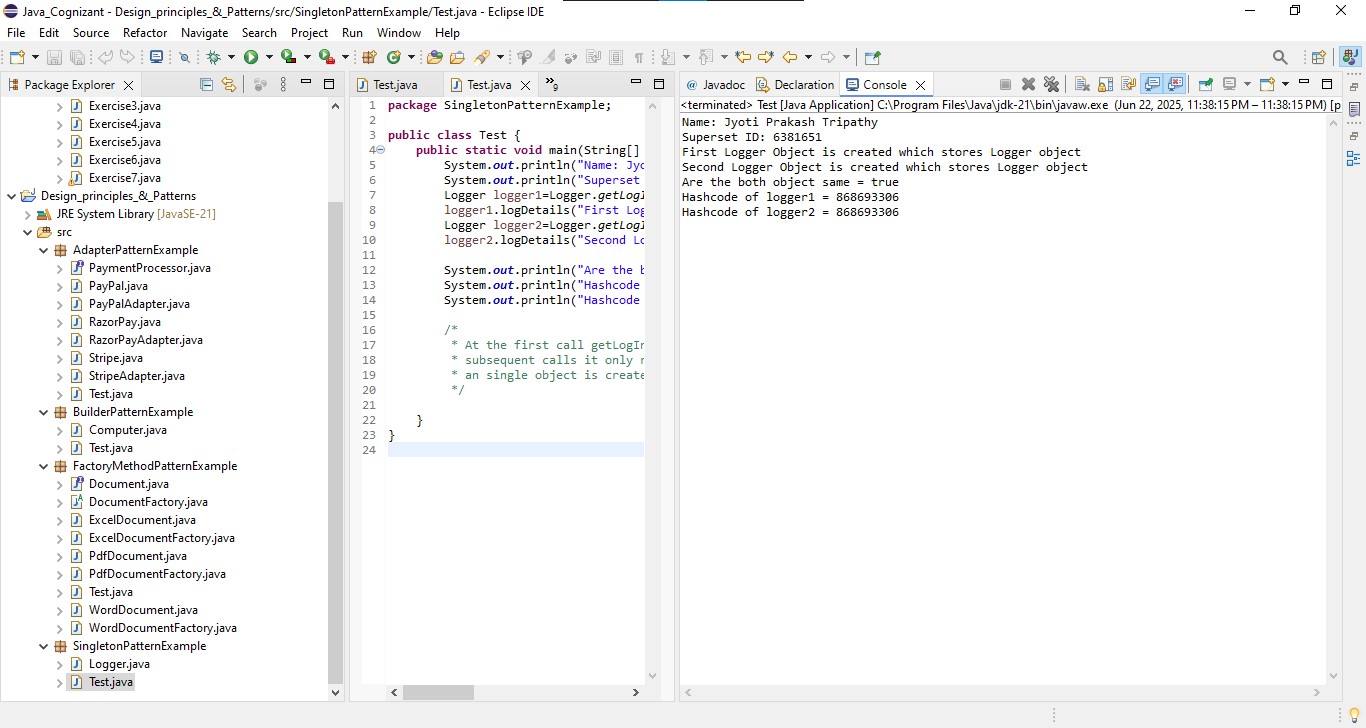 Java_Cognizant - Design_principles_&_Patterns/src/SingletonPatternExample/Test.java - Eclipse IDE
File Edit Source Refactor Navigate Search Project Run Window Help
Package Explorer
Exercise3.java
Exercise4.java
Exercise5.java
Exercise6.java
Exercise7.java
Design_principles_&_Patterns
JRE System Library [JavaSE-21]
src
AdapterPatternExample
PaymentProcessor.java
PayPal.java
PayPalAdapter.java
RazorPay.java
RazorPayAdapter.java
Stripe.java
StripeAdapter.java
Test.java
BuilderPatternExample
Computer.java
Test.java
FactoryMethodPatternExample
Document.java
DocumentFactory.java
ExcelDocument.java
ExcelDocumentFactory.java
PdfDocument.java
PdfDocumentFactory.java
Test.java
WordDocument.java
WordDocumentFactory.java
SingletonPatternExample
Logger.java
Test.java
Test.java Test.java »9
1 package SingletonPatternExample;
2
3 public class Test {
4 public static void main(String[]
5 System.out.println("Name: Jyo
6 System.out.println("Superset
7 Logger logger1=Logger.getLogI
8 logger1.logDetails("First Log
9 Logger logger2=Logger.getLogI
10 logger2.logDetails("Second Lo
11
12 System.out.println("Are the b
13 System.out.println("Hashcode
14 System.out.println("Hashcode
15
16 /*
17 * At the first call getLogIn
18 * subsequent calls it only r
19 * an single object is create
20 */
21
22 }
23 }
24
@ Javadoc Declaration Console
<terminated> Test [Java Application] C:\Program Files\Java\jdk-21\bin\javaw.exe (Jun 22, 2025, 11:38:15 PM – 11:38:15 PM) [p
Name: Jyoti Prakash Tripathy
Superset ID: 6381651
First Logger Object is created which stores Logger object
Second Logger Object is created which stores Logger object
Are the both object same = true
Hashcode of logger1 = 868693306
Hashcode of logger2 = 868693306